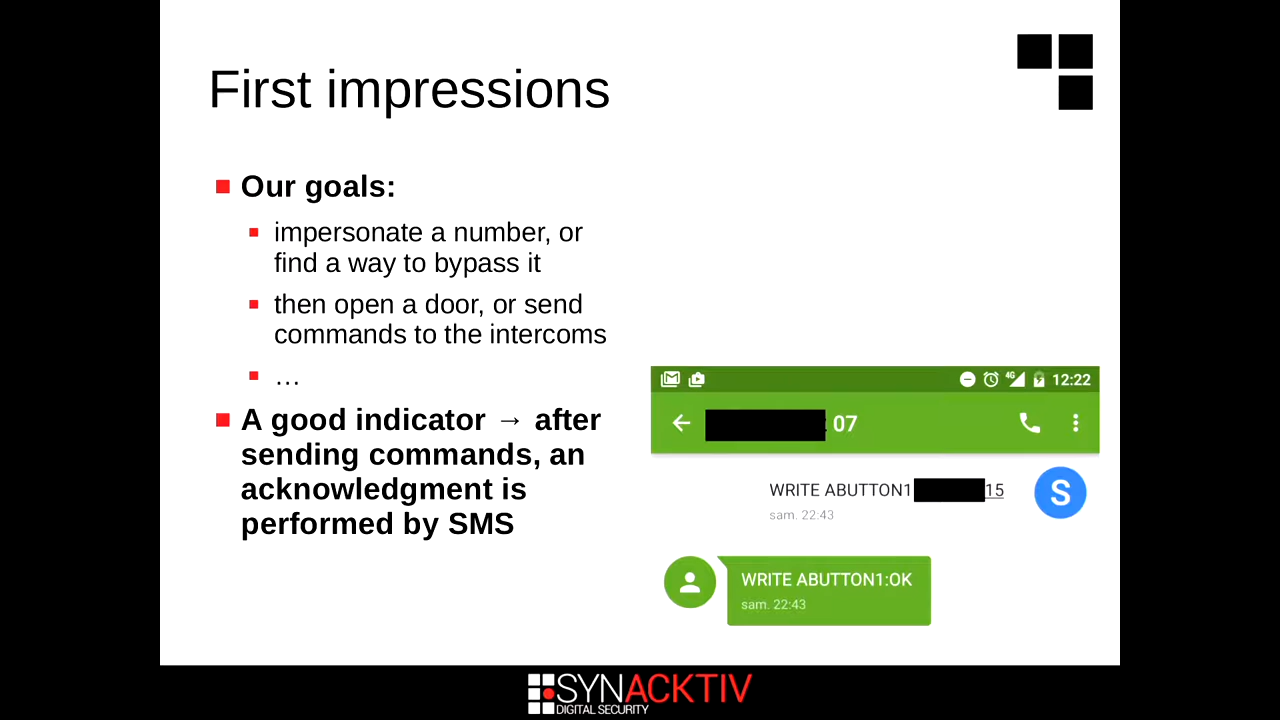 First impressions
Our goals:
impersonate a number, or
find a way to bypass it
then open a door, or send
commands to the intercoms
…
A good indicator → after
sending commands, an
acknowledgment is
performed by SMS
4G 12:22
07
WRITE ABUTTON1 15
sam. 22:43
S
WRITE ABUTTON1:OK
sam. 22:43
SYNACKTIV
DIGITAL SECURITY